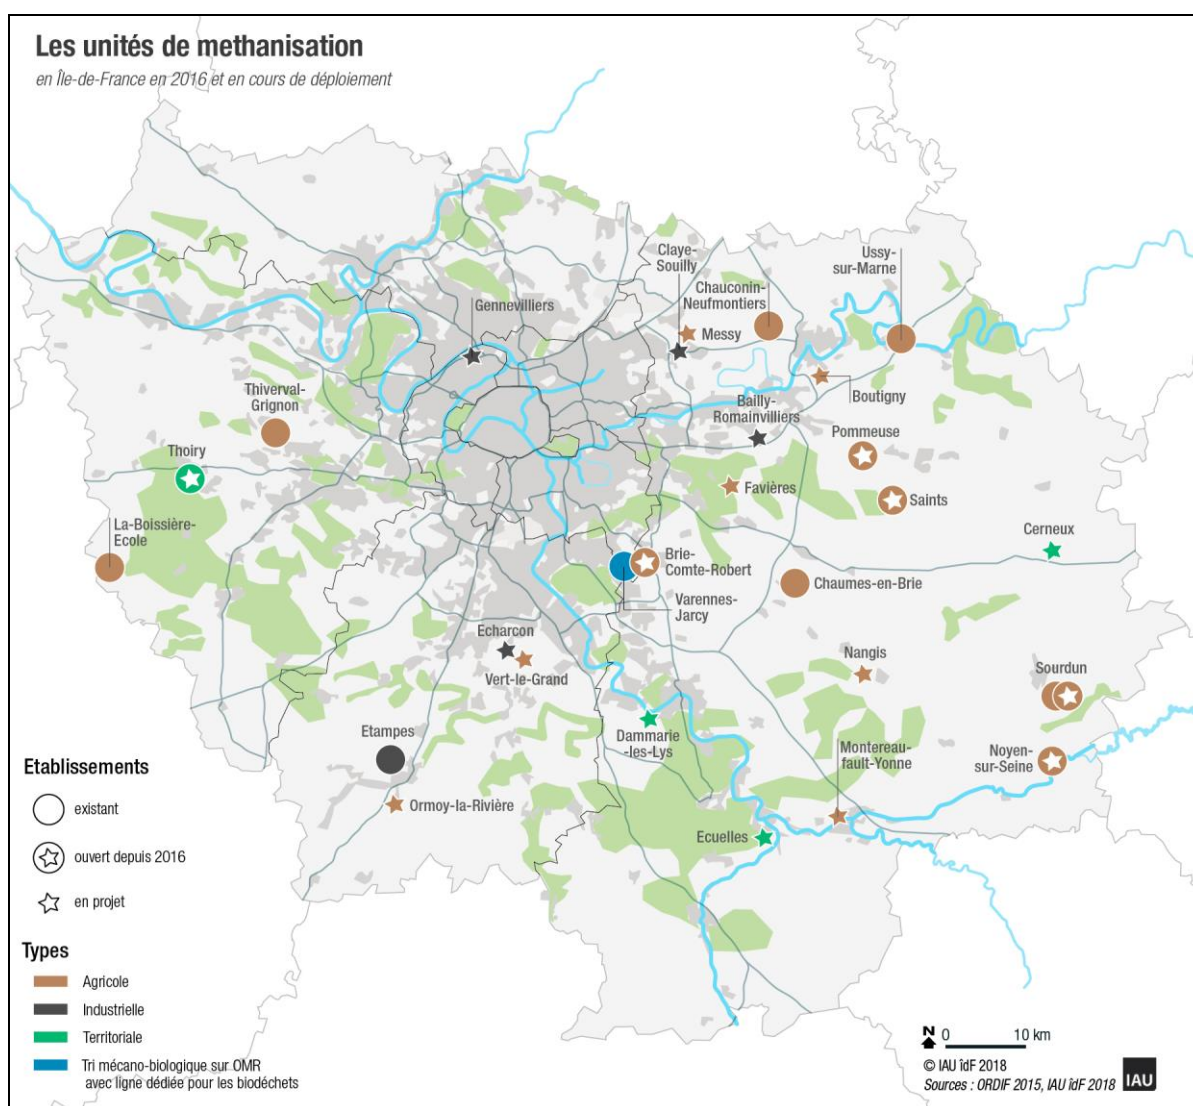 Les unités de methanisation
en Île-de-France en 2016 et en cours de déploiement
Claye-
Souilly
Ussy-
sur-Marne
Chauconin-
Neufmontiers
Gennevilliers
Messy
Thiverval-
Grignon
Boutigny
Bailly-
Romainvilliers
Pommeuse
Thoiry
Favières
Saints
La-Boissière-
Ecole
Cerneux
Brie-
Comte-Robert
Chaumes-en-Brie
Varennes-
Jarcy
Echarcon
Vert-le-Grand
Nangis
Sourdun
Etampes
Dammarie
-les-Lys
Montereau-
fault-Yonne
Noyen-
sur-Seine
Ormoy-la-Rivière
Ecuelles
Etablissements
existant
ouvert depuis 2016
en projet
Types
Agricole
Industrielle
Territoriale
Tri mécano-biologique sur OMR
avec ligne dédiée pour les biodéchets
N 0 10 km
© IAU îdF 2018
Sources : ORDIF 2015, IAU îdF 2018
IAU